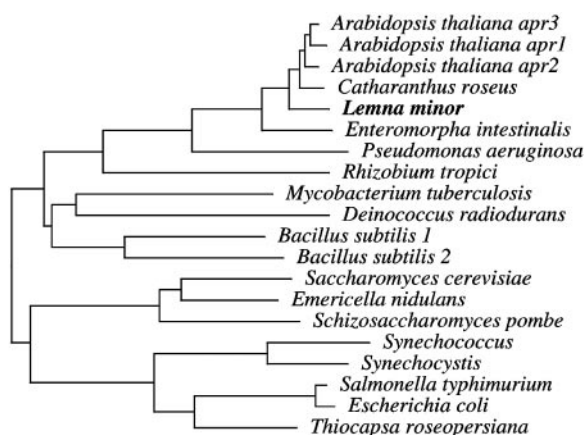 Arabidopsis thaliana apr3
Arabidopsis thaliana apr1
Arabidopsis thaliana apr2
Catharanthus roseus
Lemna minor
Enteromorpha intestinalis
Pseudomonas aeruginosa
Rhizobium tropici
Mycobacterium tuberculosis
Deinococcus radiodurans
Bacillus subtilis 1
Bacillus subtilis 2
Saccharomyces cerevisiae
Emericella nidulans
Schizosaccharomyces pombe
Synechococcus
Synechocystis
Salmonella typhimurium
Escherichia coli
Thiocapsa roseopersiana